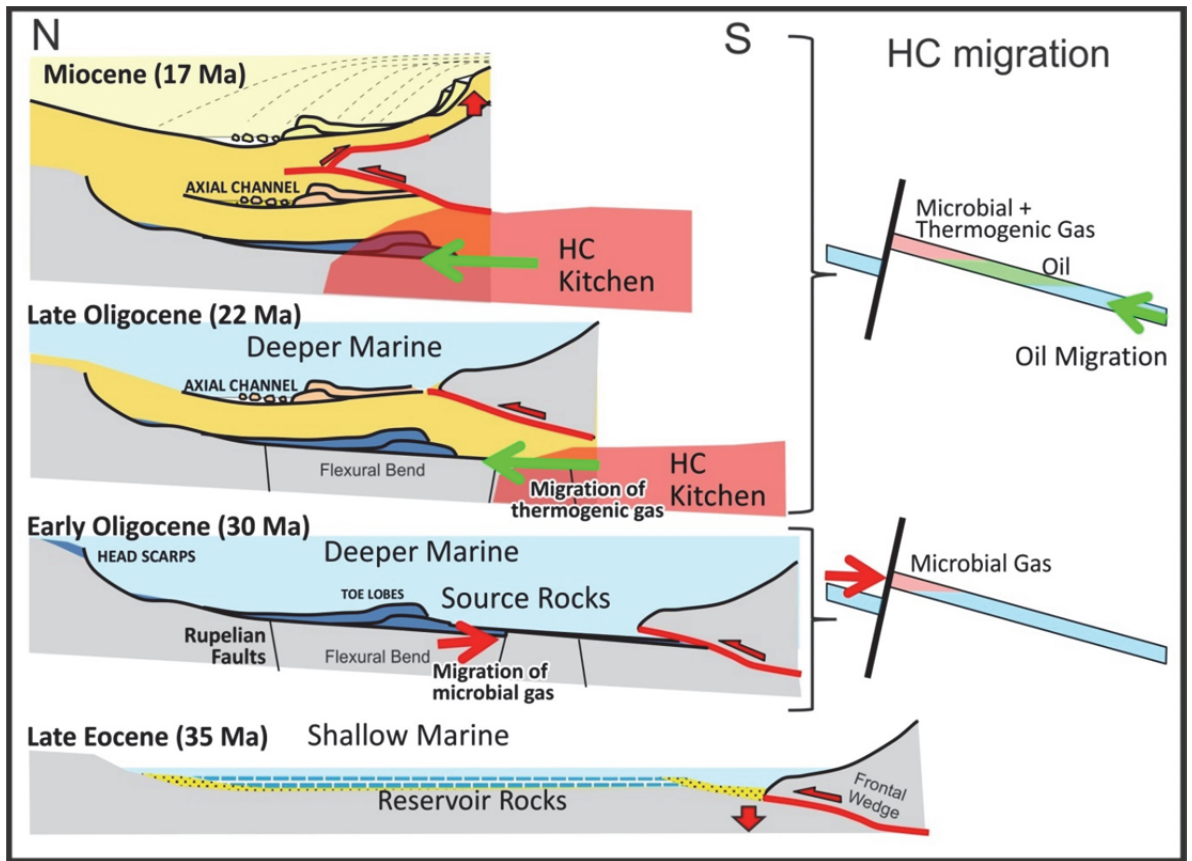 N
S
HC migration
Miocene (17 Ma)
AXIAL CHANNEL
HC
Kitchen
Late Oligocene (22 Ma)
Deeper Marine
AXIAL CHANNEL
Flexural Bend
Migration of
thermogenic gas
HC
Kitchen
Early Oligocene (30 Ma)
HEAD SCARPS
Deeper Marine
TOE LOBES
Source Rocks
Rupelian
Faults
Flexural Bend
Migration of
microbial gas
Late Eocene (35 Ma)
Shallow Marine
Reservoir Rocks
Frontal
Wedge
Microbial +
Thermogenic Gas
Oil
Oil Migration
Microbial Gas